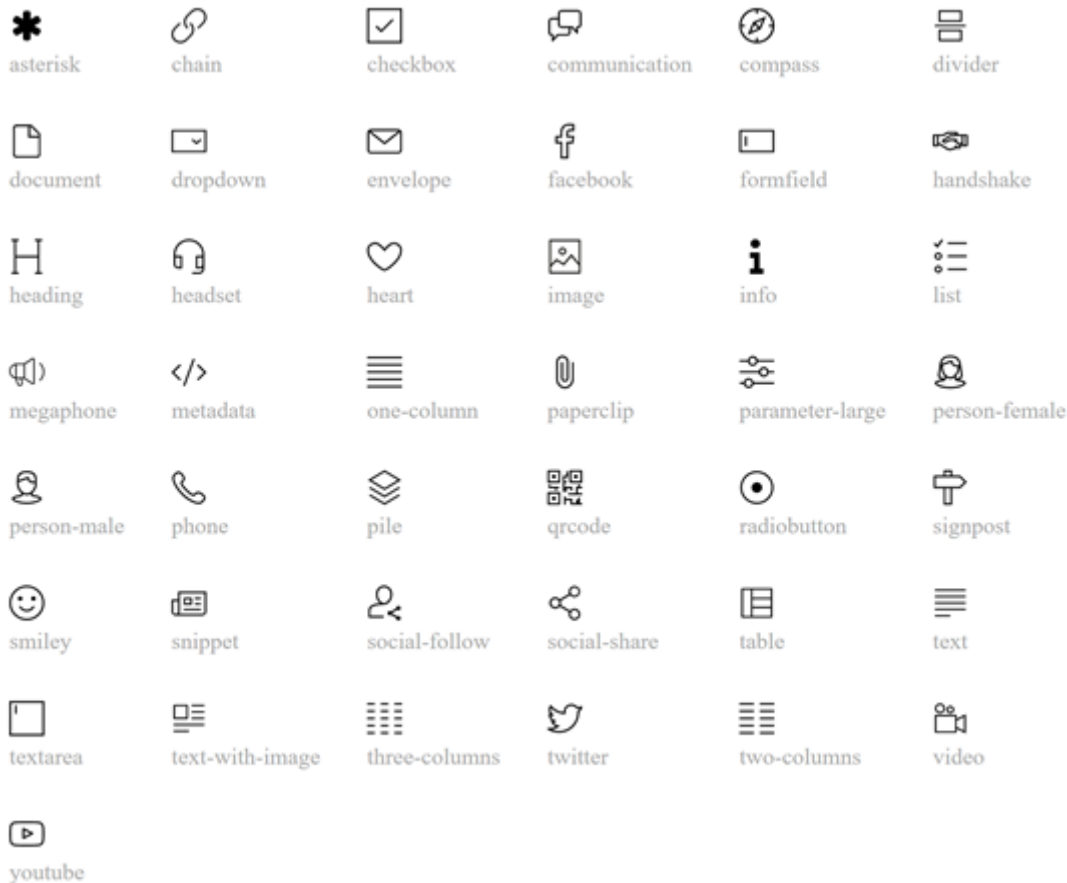 asterisk chain checkbox communication compass divider
document dropdown envelope facebook formfield handshake
heading headset heart image info list
megaphone metadata one-column paperclip parameter-large person-female
person-male phone pile qrcode radiobutton signpost
smiley snippet social-follow social-share table text
textarea text-with-image three-columns twitter two-columns video
youtube